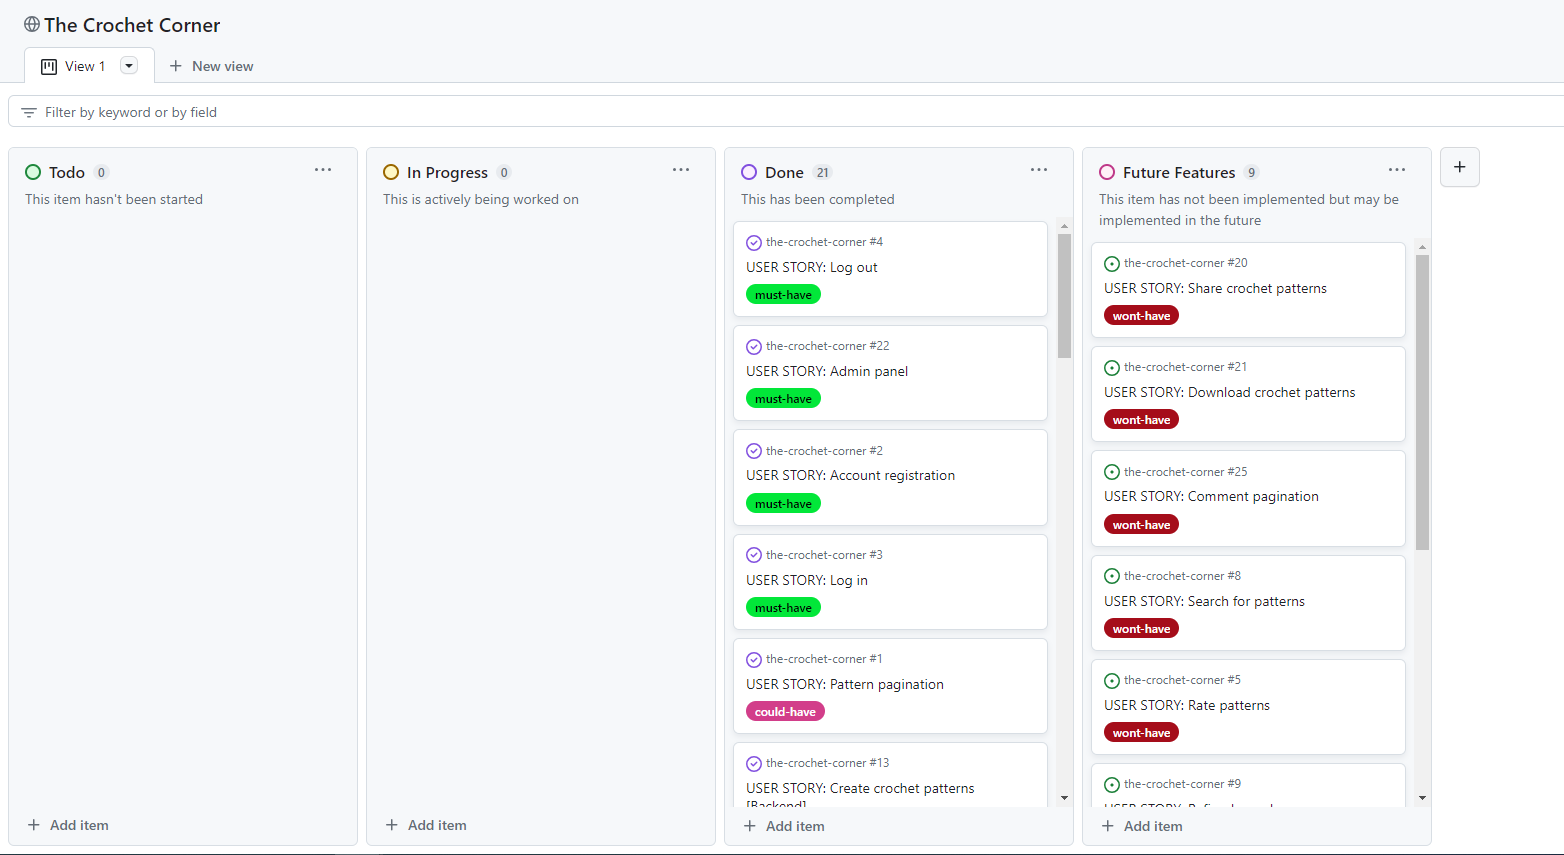 The Crochet Corner
View 1
New view
Filter by keyword or by field
Todo 0
This item hasn't been started
Add item
In Progress 0
This is actively being worked on
Add item
Done 21
This has been completed
the-crochet-corner #4
USER STORY: Log out
must-have
the-crochet-corner #22
USER STORY: Admin panel
must-have
the-crochet-corner #2
USER STORY: Account registration
must-have
the-crochet-corner #3
USER STORY: Log in
must-have
the-crochet-corner #1
USER STORY: Pattern pagination
could-have
the-crochet-corner #13
USER STORY: Create crochet patterns
[Backend]
Add item
Future Features 9
This item has not been implemented but may be
implemented in the future
the-crochet-corner #20
USER STORY: Share crochet patterns
wont-have
the-crochet-corner #21
USER STORY: Download crochet patterns
wont-have
the-crochet-corner #25
USER STORY: Comment pagination
wont-have
the-crochet-corner #8
USER STORY: Search for patterns
wont-have
the-crochet-corner #5
USER STORY: Rate patterns
wont-have
the-crochet-corner #9
USER STORY:
Add item